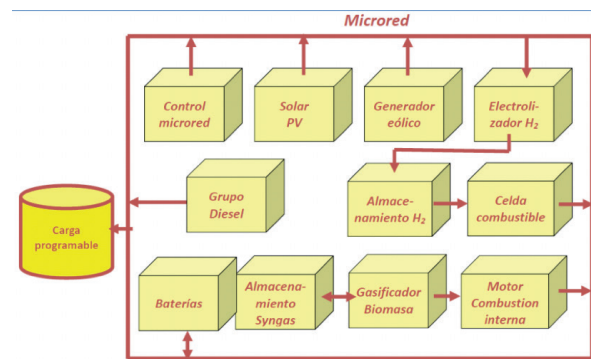 Microred
Control
microred
Solar
PV
Generador
eólico
Electroli-
zador H₂
Grupo
Diesel
Almace-
namiento H₂
Celda
combustible
Carga
programable
Baterías
Almacena-
miento
Syngas
Gasificador
Biomasa
Motor
Combustion
interna